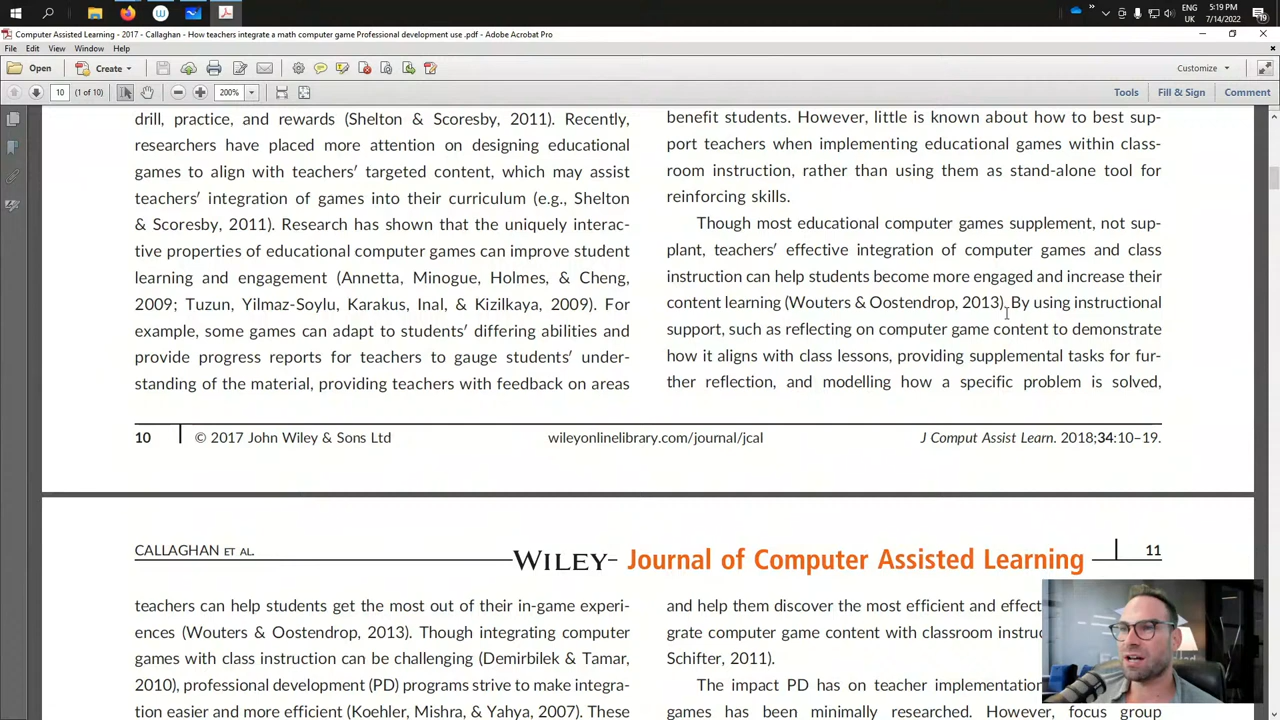 ENG
5:19 PM
UK
7/14/2022
19
Computer Assisted Learning - 2017 - Callaghan - How teachers integrate a math computer game Professional development use .pdf - Adobe Acrobat Pro
File Edit View Window Help
Open Create Customize
10 (1 of 10) 200% Tools Fill & Sign Comment
drill, practice, and rewards (Shelton & Scoresby, 2011). Recently,
researchers have placed more attention on designing educational
games to align with teachers' targeted content, which may assist
teachers' integration of games into their curriculum (e.g., Shelton
& Scoresby, 2011). Research has shown that the uniquely interac-
tive properties of educational computer games can improve student
learning and engagement (Annetta, Minogue, Holmes, & Cheng,
2009; Tuzun, Yilmaz-Soylu, Karakus, Inal, & Kizilkaya, 2009). For
example, some games can adapt to students' differing abilities and
provide progress reports for teachers to gauge students' under-
standing of the material, providing teachers with feedback on areas
benefit students. However, little is known about how to best sup-
port teachers when implementing educational games within class-
room instruction, rather than using them as stand-alone tool for
reinforcing skills.
Though most educational computer games supplement, not sup-
plant, teachers' effective integration of computer games and class
instruction can help students become more engaged and increase their
content learning (Wouters & Oostendrop, 2013). By using instructional
support, such as reflecting on computer game content to demonstrate
how it aligns with class lessons, providing supplemental tasks for fur-
ther reflection, and modelling how a specific problem is solved,
10 © 2017 John Wiley & Sons Ltd wileyonlinelibrary.com/journal/jcal J Comput Assist Learn. 2018;34:10–19.
CALLAGHAN ET AL.
WILEY Journal of Computer Assisted Learning 11
teachers can help students get the most out of their in-game experi-
ences (Wouters & Oostendrop, 2013). Though integrating computer
games with class instruction can be challenging (Demirbilek & Tamar,
2010), professional development (PD) programs strive to make integra-
tion easier and more efficient (Koehler, Mishra, & Yahya, 2007). These
and help them discover the most efficient and effect
grate computer game content with classroom instruc
Schifter, 2011).
The impact PD has on teacher implementation
games has been minimally researched. However, focus group